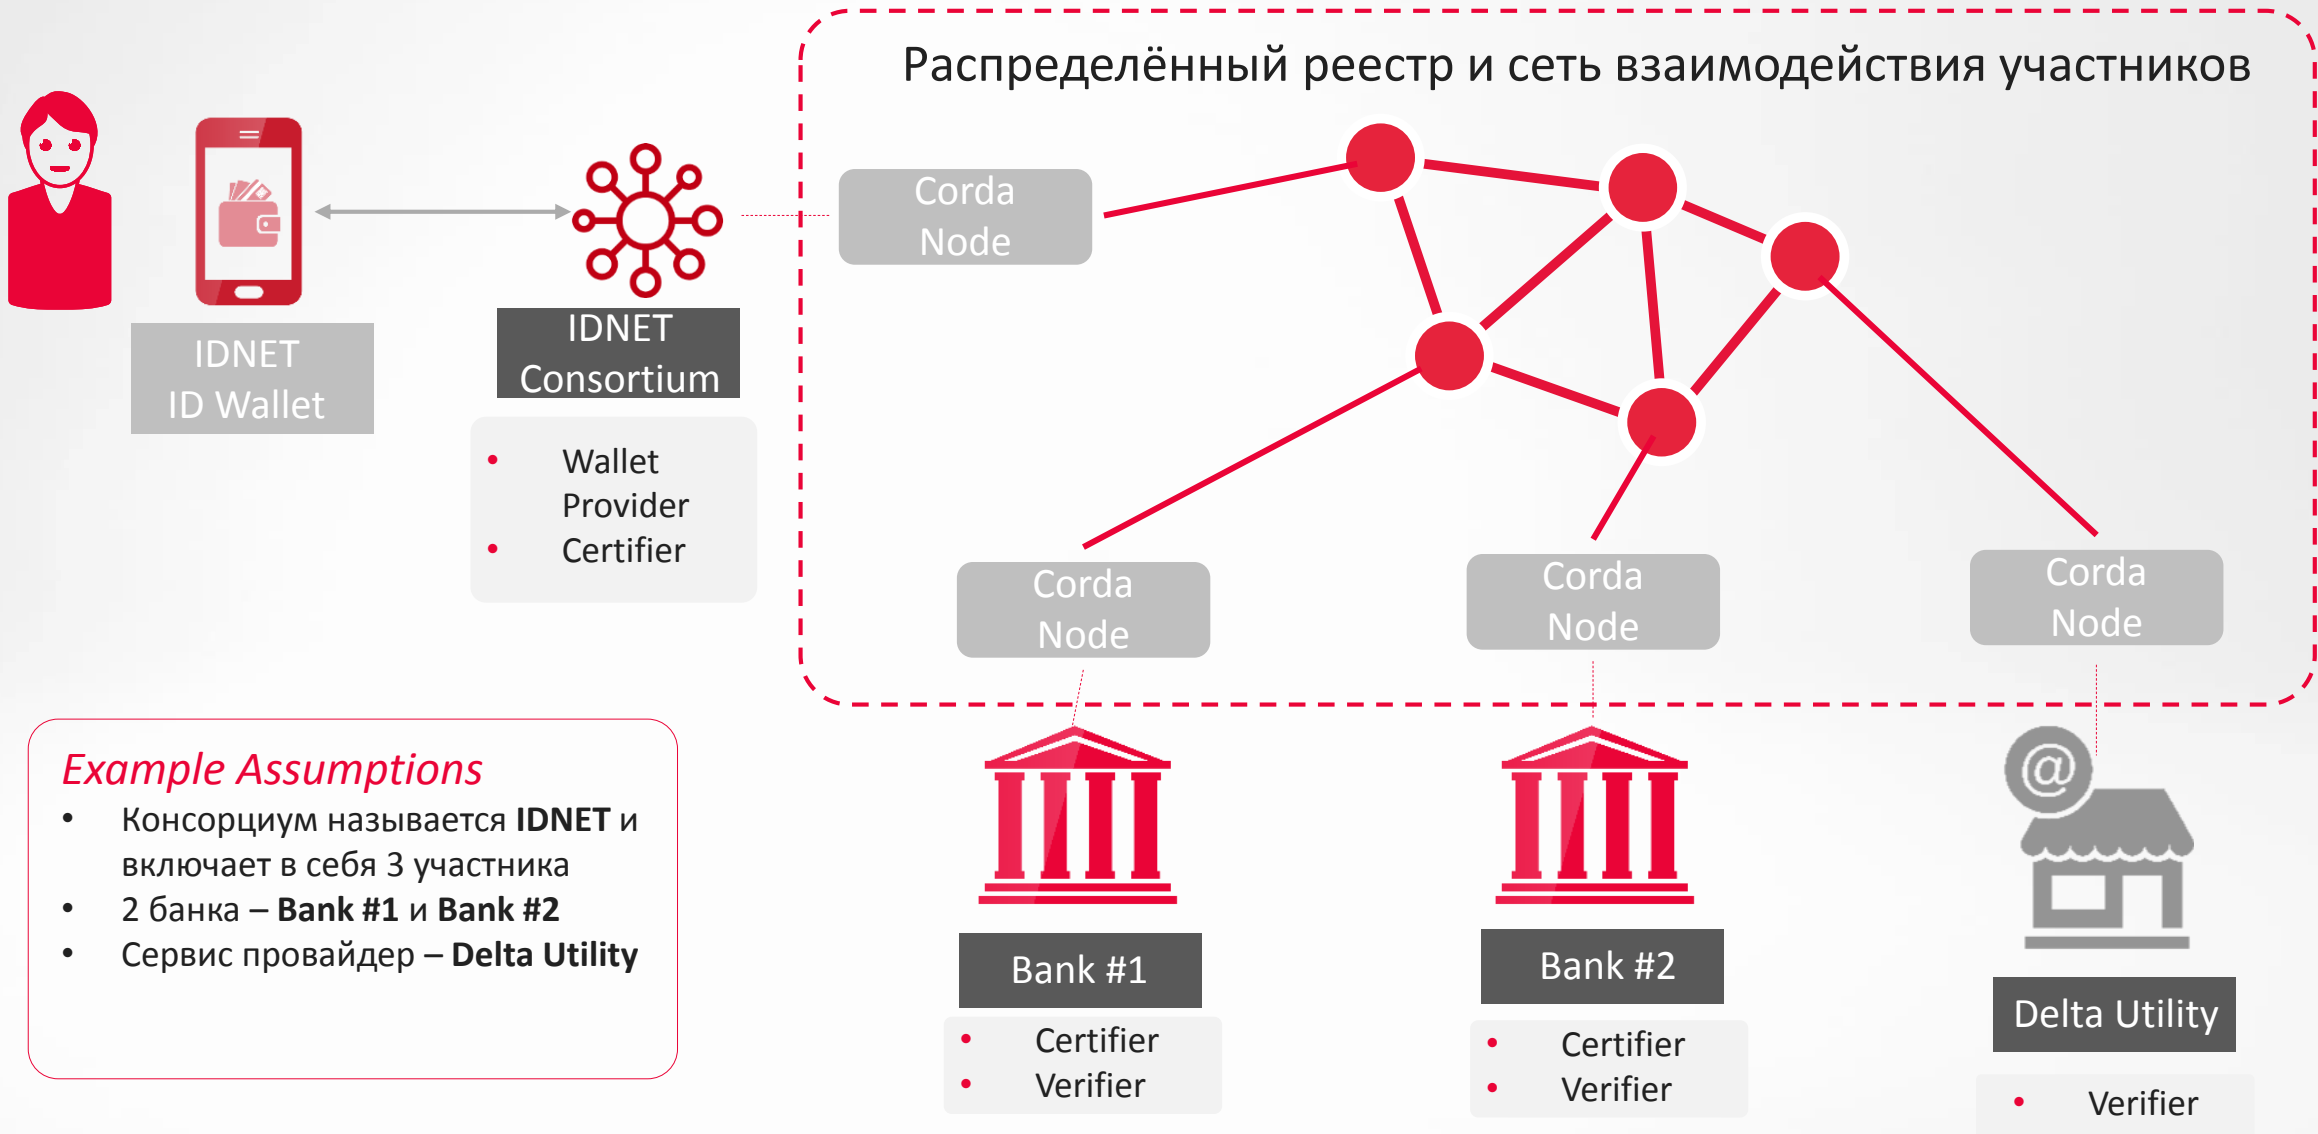 Распределённый реестр и сеть взаимодействия участников
Corda
Node
IDNET
ID Wallet
IDNET
Consortium
• Wallet
Provider
• Certifier
Corda
Node
Corda
Node
Corda
Node
Example Assumptions
• Консорциум называется IDNET и
включает в себя 3 участника
• 2 банка – Bank #1 и Bank #2
• Сервис провайдер – Delta Utility
@
Bank #1
• Certifier
• Verifier
Bank #2
• Certifier
• Verifier
Delta Utility
• Verifier